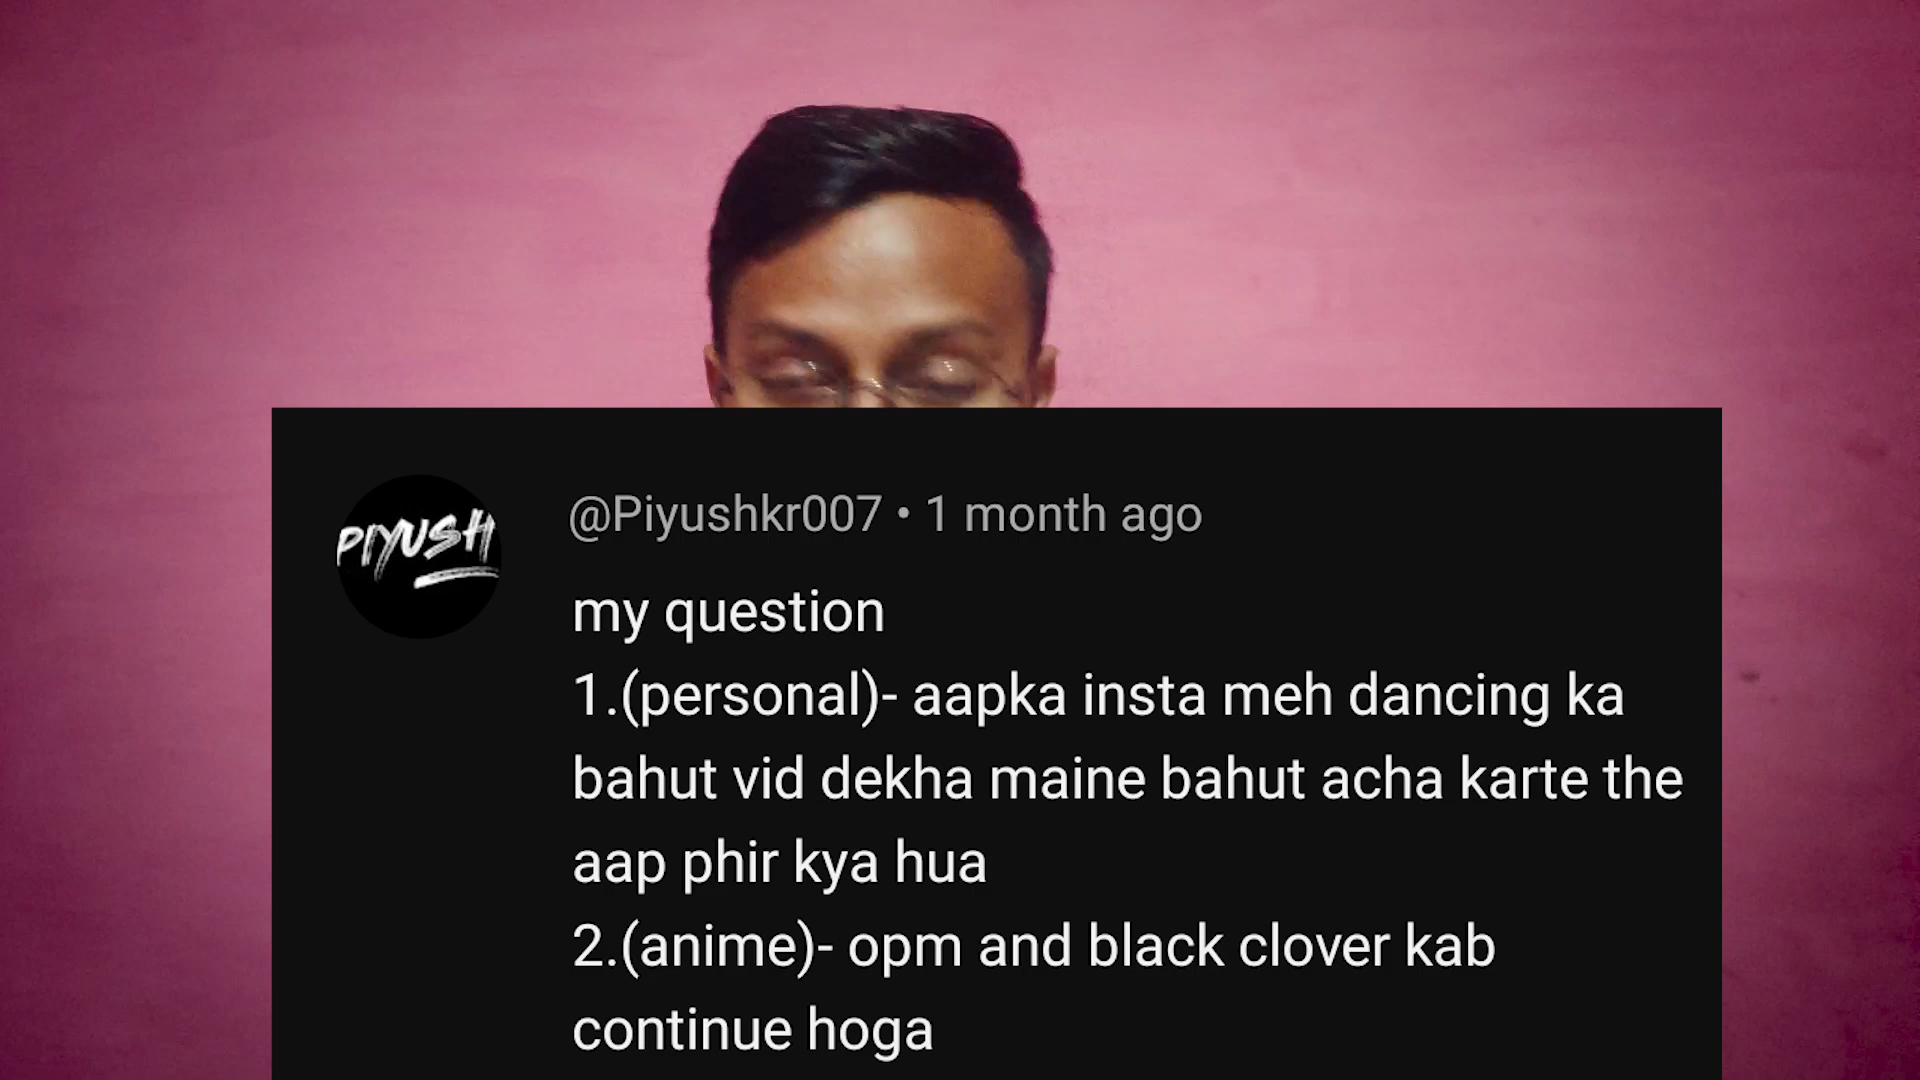 PIYUSH
@Piyushkr007 • 1 month ago
my question
1.(personal)- aapka insta meh dancing ka
bahut vid dekha maine bahut acha karte the
aap phir kya hua
2.(anime)- opm and black clover kab
continue hoga